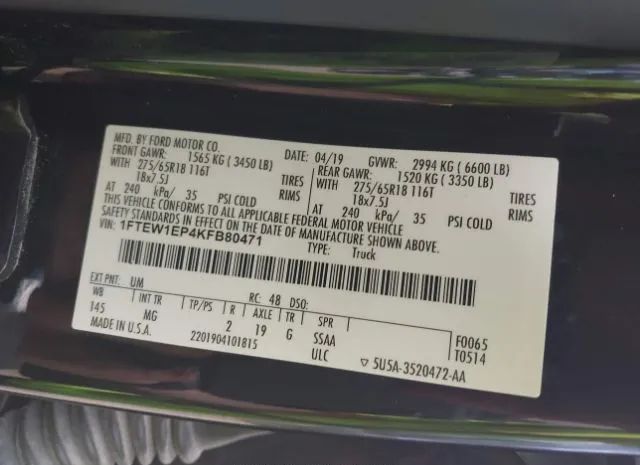 MFD. BY FORD MOTOR CO.
DATE: 04/19 GVWR: 2994 KG ( 6600 LB)
FRONT GAWR: 1565 KG ( 3450 LB) REAR GAWR: 1520 KG ( 3350 LB)
WITH 275/65R18 116T TIRES WITH 275/65R18 116T TIRES
18x7.5J RIMS 18x7.5J RIMS
AT 240 kPa/ 35 PSI COLD AT 240 kPa/ 35 PSI COLD
THIS VEHICLE CONFORMS TO ALL APPLICABLE FEDERAL MOTOR VEHICLE
SAFETY STANDARDS IN EFFECT ON THE DATE OF MANUFACTURE SHOWN ABOVE.
VIN: 1FTEW1EP4KFB80471
TYPE: Truck
EXT PNT: UM RC: 48 DSO:
WB INT TR TP/PS R AXLE TR SPR
145 MG 2 19 G SSAA F0065
MADE IN U.S.A. ULC T0514
2201904101815
5U5A-3520472-AA